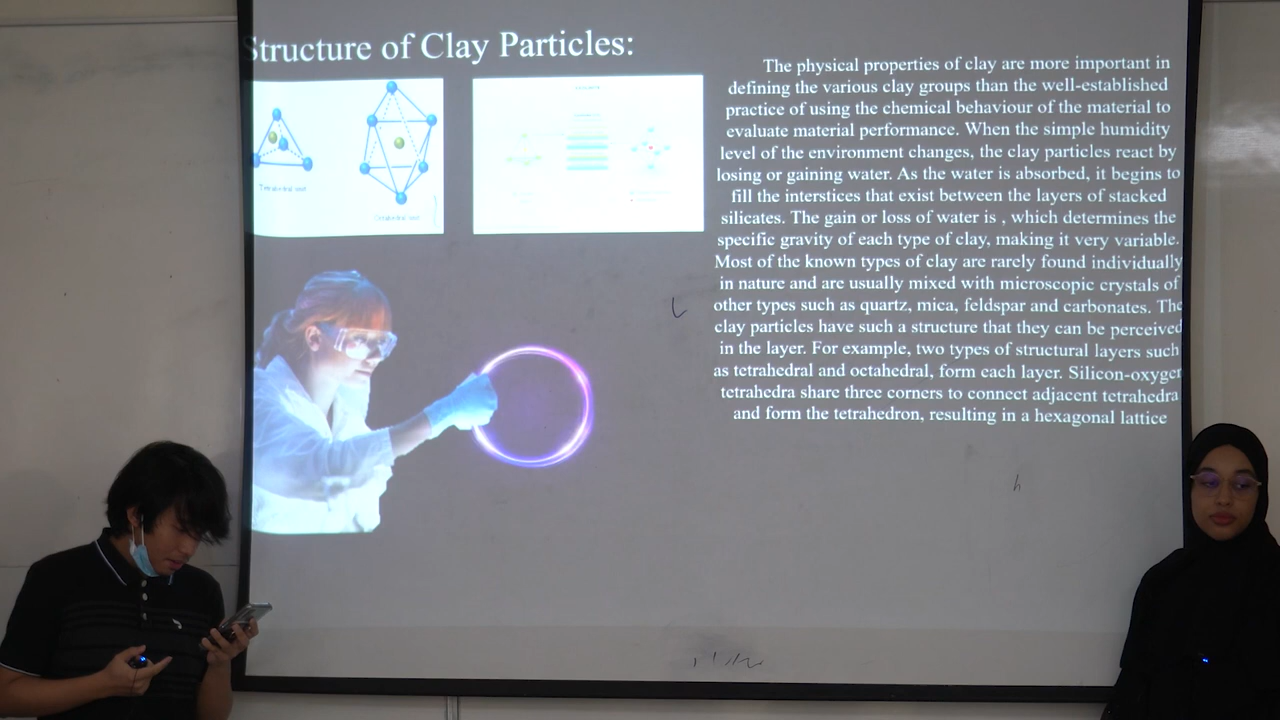 Structure of Clay Particles:
Tetrahedral unit
Octahedral unit
The physical properties of clay are more important in
defining the various clay groups than the well-established
practice of using the chemical behaviour of the material to
evaluate material performance. When the simple humidity
level of the environment changes, the clay particles react by
losing or gaining water. As the water is absorbed, it begins to
fill the interstices that exist between the layers of stacked
silicates. The gain or loss of water is , which determines the
specific gravity of each type of clay, making it very variable.
Most of the known types of clay are rarely found individually
in nature and are usually mixed with microscopic crystals of
other types such as quartz, mica, feldspar and carbonates. The
clay particles have such a structure that they can be perceived
in the layer. For example, two types of structural layers such
as tetrahedral and octahedral, form each layer. Silicon-oxygen
tetrahedra share three corners to connect adjacent tetrahedra
and form the tetrahedron, resulting in a hexagonal lattice